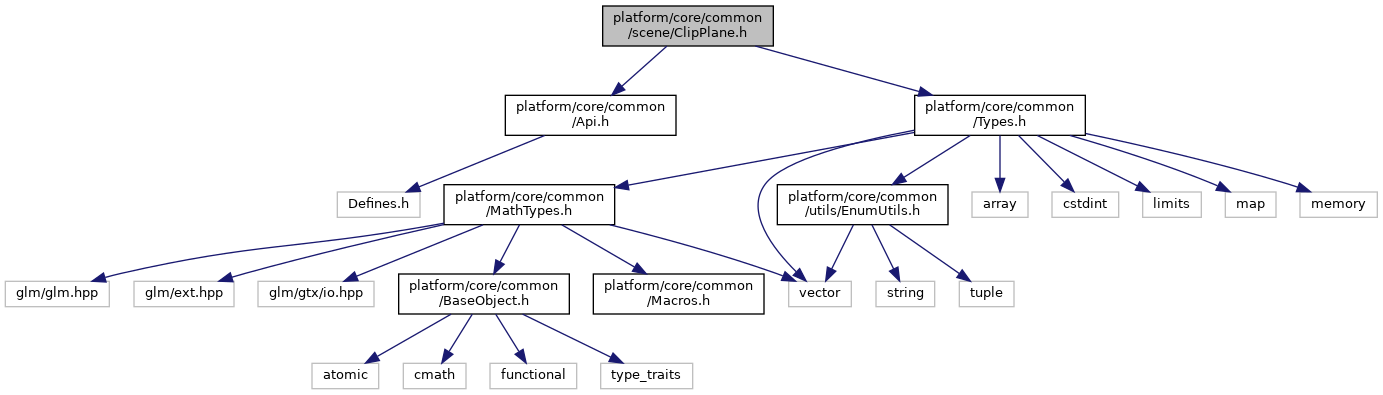 platform/core/common
/scene/ClipPlane.h
platform/core/common
/Api.h
platform/core/common
/Types.h
Defines.h
platform/core/common
/MathTypes.h
platform/core/common
/utils/EnumUtils.h
array
cstdint
limits
map
memory
glm/glm.hpp
glm/ext.hpp
glm/gtx/io.hpp
platform/core/common
/BaseObject.h
platform/core/common
/Macros.h
vector
string
tuple
atomic
cmath
functional
type_traits